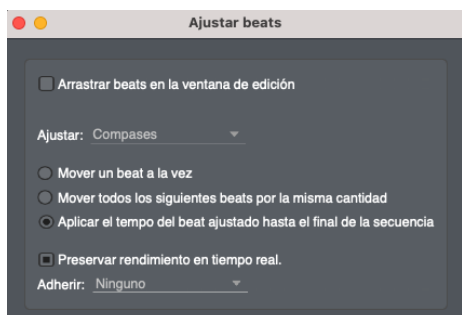 Ajustar beats
Arrastrar beats en la ventana de edición
Ajustar: Compases
Mover un beat a la vez
Mover todos los siguientes beats por la misma cantidad
Aplicar el tempo del beat ajustado hasta el final de la secuencia
Preservar rendimiento en tiempo real.
Adherir: Ninguno